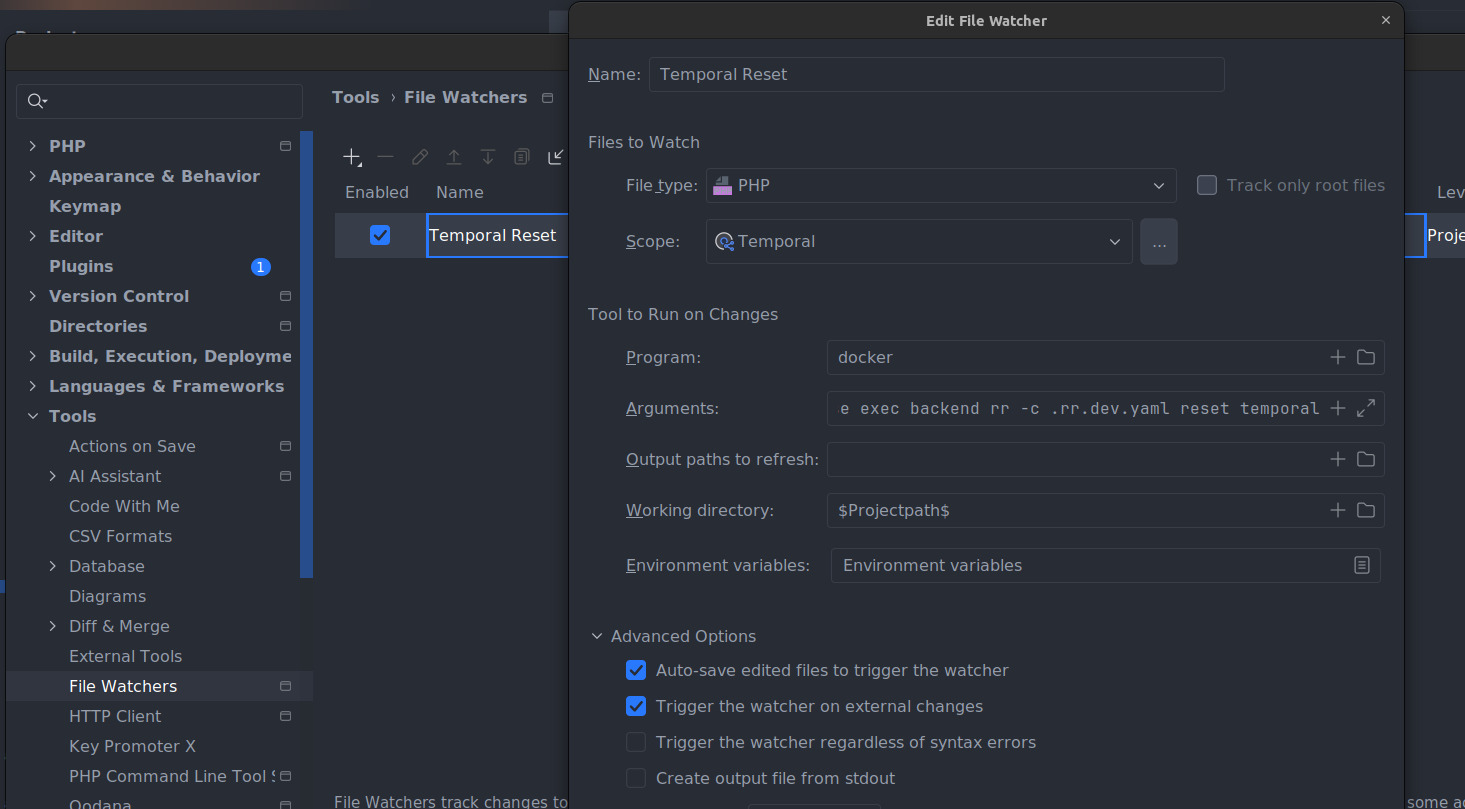 Edit File Watcher
Name: Temporal Reset
Tools › File Watchers
PHP
Appearance & Behavior
Keymap
Editor
Plugins 1
Version Control
Directories
Build, Execution, Deployme
Languages & Frameworks
Tools
Actions on Save
AI Assistant
Code With Me
CSV Formats
Database
Diagrams
Diff & Merge
External Tools
File Watchers
HTTP Client
Key Promoter X
PHP Command Line Tool S
Qodana
Enabled Name
Temporal Reset
File Watchers track changes to
Files to Watch
File type: PHP Track only root files
Scope: Temporal ...
Tool to Run on Changes
Program: docker
Arguments: e exec backend rr -c .rr.dev.yaml reset temporal
Output paths to refresh:
Working directory: $Projectpath$
Environment variables: Environment variables
Advanced Options
Auto-save edited files to trigger the watcher
Trigger the watcher on external changes
Trigger the watcher regardless of syntax errors
Create output file from stdout
Lev
Proje
some a